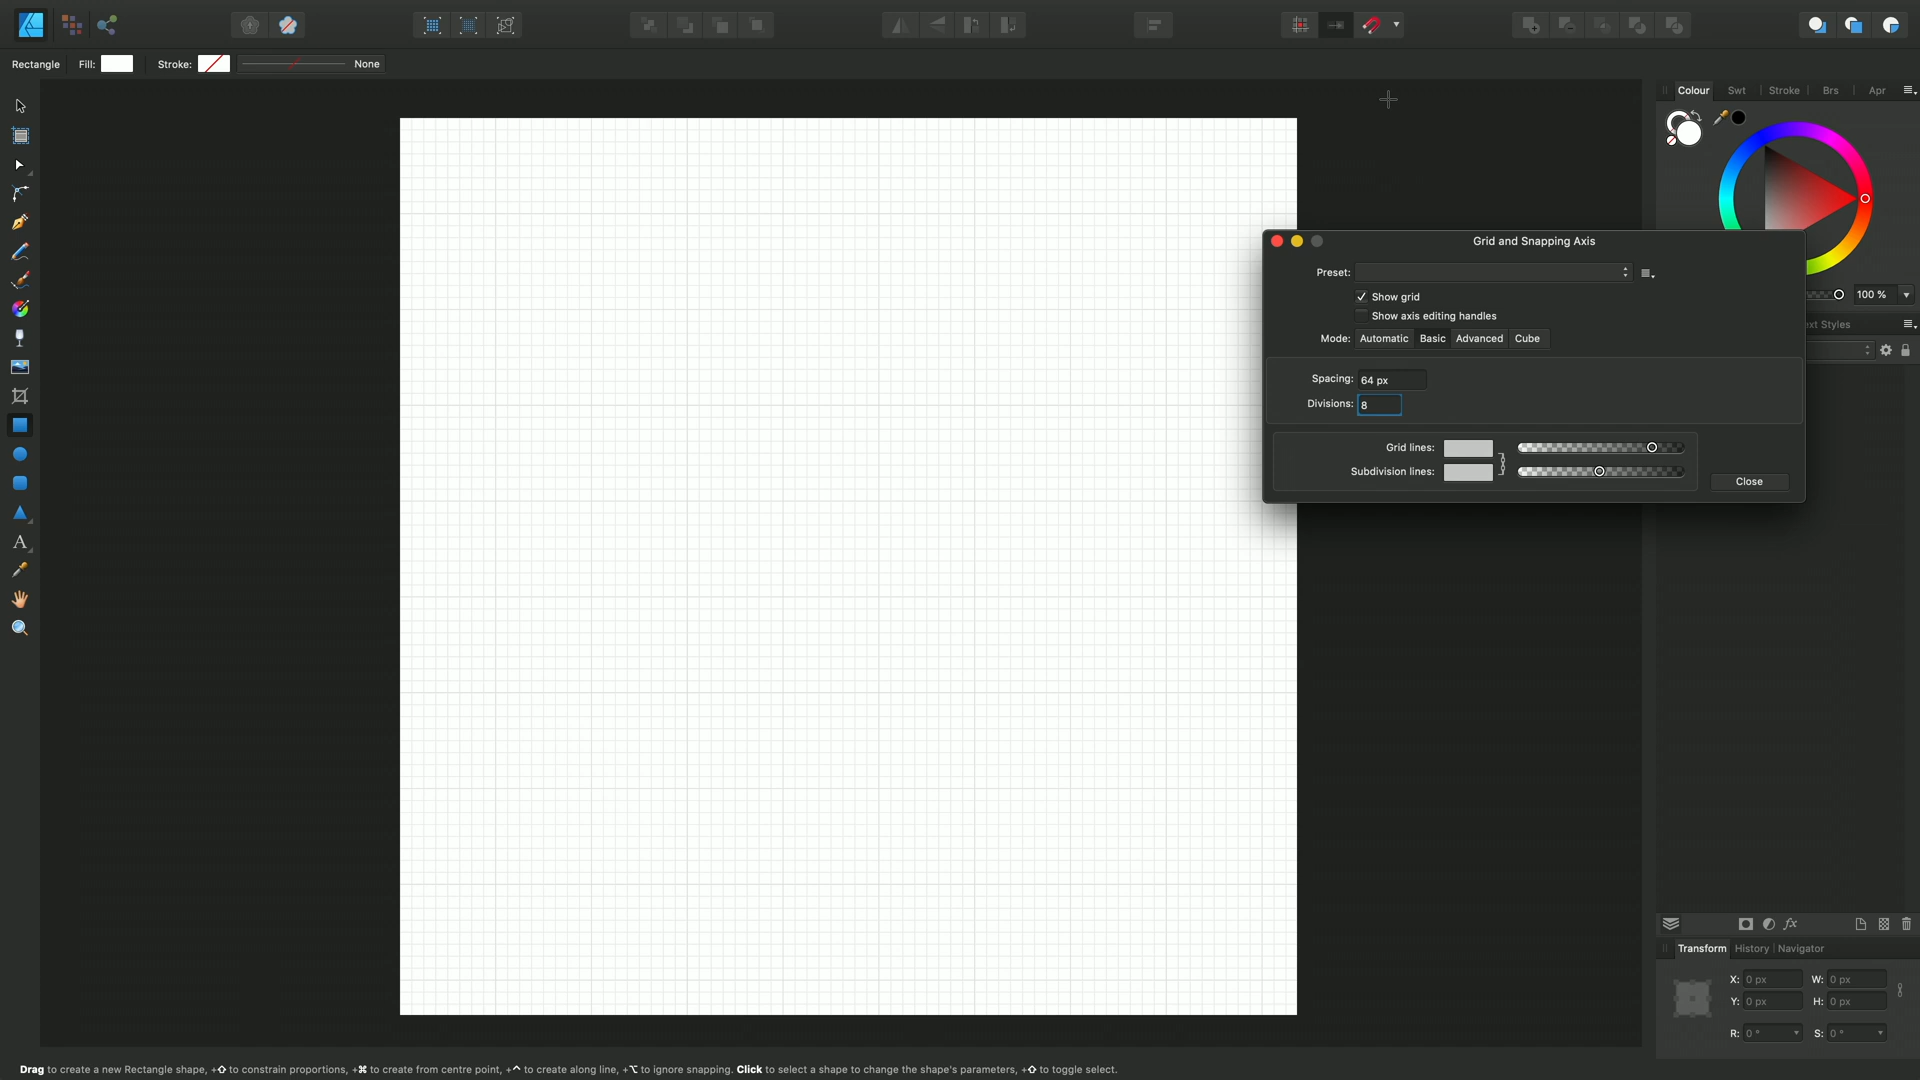 Rectangle Fill: Stroke: None
Colour Swt Stroke Brs Apr
Grid and Snapping Axis
Preset:
100 %
Show grid
Show axis editing handles
xt Styles
Mode: Automatic Basic Advanced Cube
Spacing: 64 px
Divisions: 8
Grid lines:
Subdivision lines:
Close
A
fx
Transform History Navigator
X: 0 px W: 0 px
Y: 0 px H: 0 px
R: 0 ° S: 0 °
Drag to create a new Rectangle shape, +⇧ to constrain proportions, +⌘ to create from centre point, +^ to create along line, +⌥ to ignore snapping. Click to select a shape to change the shape's parameters, +⇧ to toggle select.